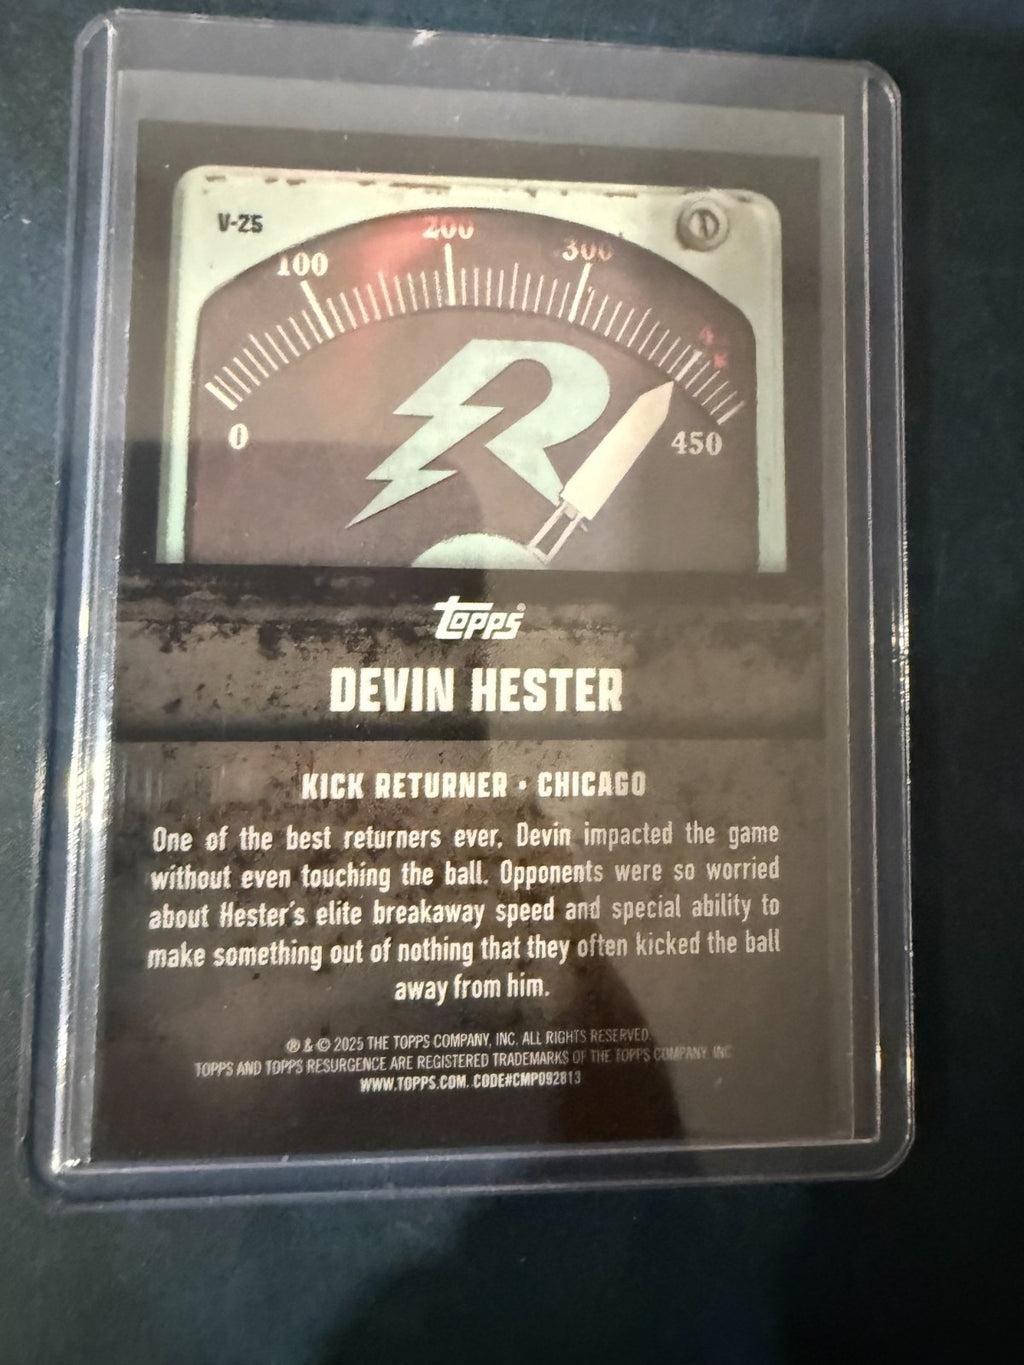 V-25
100
200
300
0
450
topps®
DEVIN HESTER
KICK RETURNER • CHICAGO
One of the best returners ever, Devin impacted the game
without even touching the ball. Opponents were so worried
about Hester's elite breakaway speed and special ability to
make something out of nothing that they often kicked the ball
away from him.
® & © 2025 THE TOPPS COMPANY, INC. ALL RIGHTS RESERVED.
TOPPS AND TOPPS RESURGENCE ARE REGISTERED TRADEMARKS OF THE TOPPS COMPANY, INC.
WWW.TOPPS.COM. CODE#CMP092813